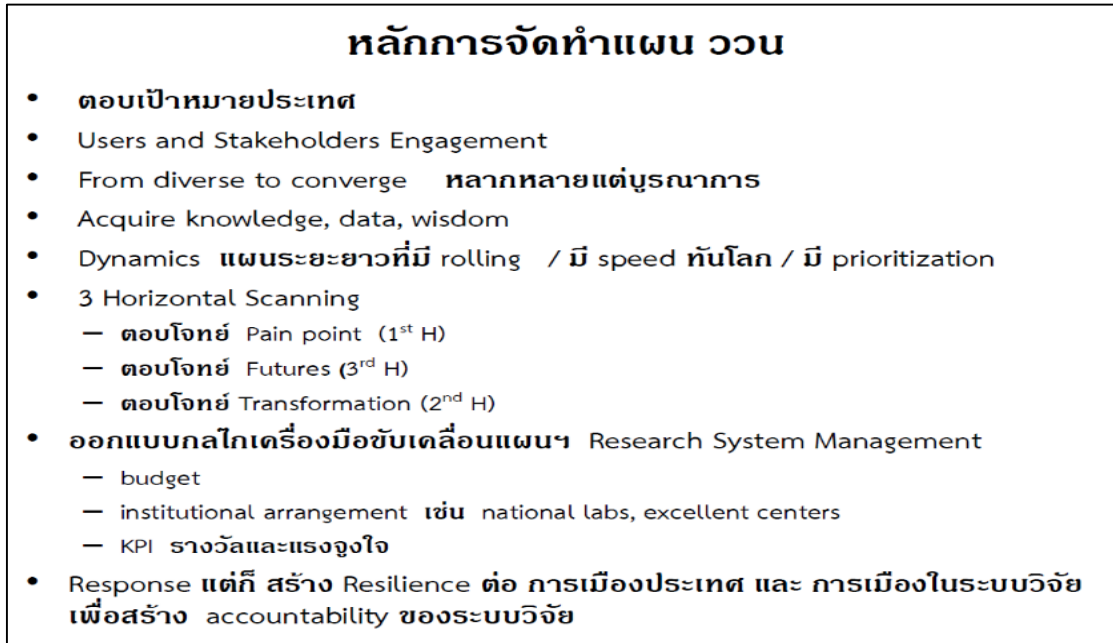 หลักการจัดทำแผน ววน
• ตอบเป้าหมายประเทศ
• Users and Stakeholders Engagement
• From diverse to converge หลากหลายแต่บูรณาการ
• Acquire knowledge, data, wisdom
• Dynamics แผนระยะยาวที่มี rolling / มี speed ทันโลก / มี prioritization
• 3 Horizontal Scanning
– ตอบโจทย์ Pain point (1st H)
– ตอบโจทย์ Futures (3rd H)
– ตอบโจทย์ Transformation (2nd H)
• ออกแบบกลไกเครื่องมือขับเคลื่อนแผนฯ Research System Management
– budget
– institutional arrangement เช่น national labs, excellent centers
– KPI รางวัลและแรงจูงใจ
• Response แต่ก็ สร้าง Resilience ต่อ การเมืองประเทศ และ การเมืองในระบบวิจัย
เพื่อสร้าง accountability ของระบบวิจัย